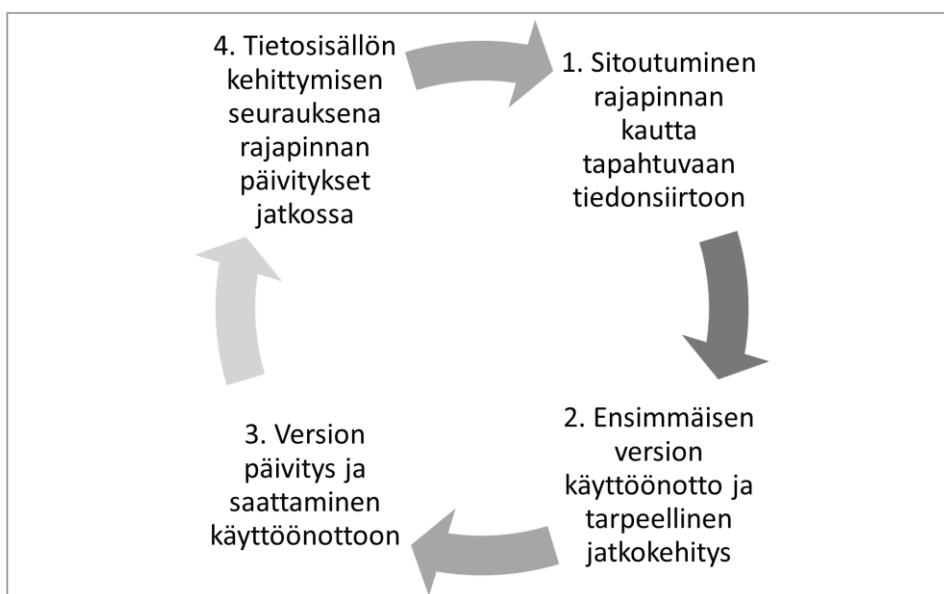 1. Sitoutuminen
rajapinnan
kautta
tapahtuvaan
tiedonsiirtoon
2. Ensimmäisen
version
käyttöönotto ja
tarpeellinen
jatkokehitys
3. Version
päivitys ja
saattaminen
käyttöönottoon
4. Tietosisällön
kehittymisen
seurauksena
rajapinnan
päivitykset
jatkossa